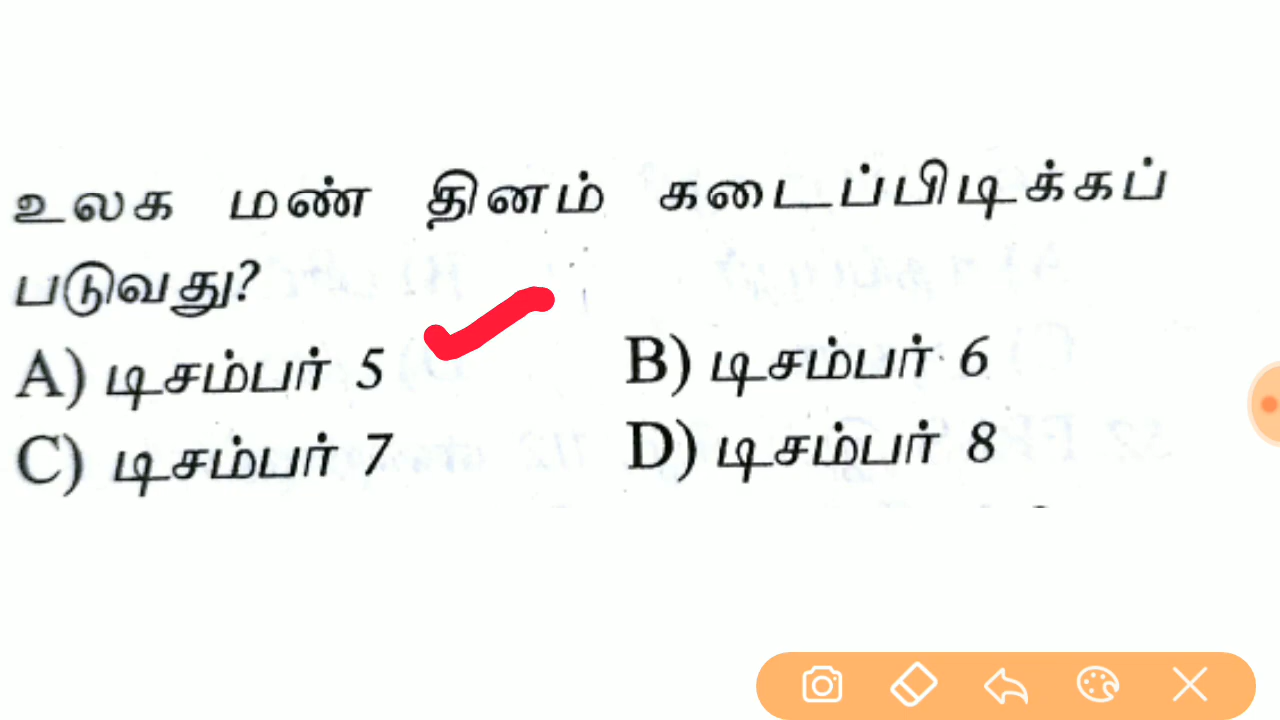 உலக மண் தினம் கடைப்பிடிக்கப்
படுவது?
A) டிசம்பர் 5 B) டிசம்பர் 6
C) டிசம்பர் 7 D) டிசம்பர் 8